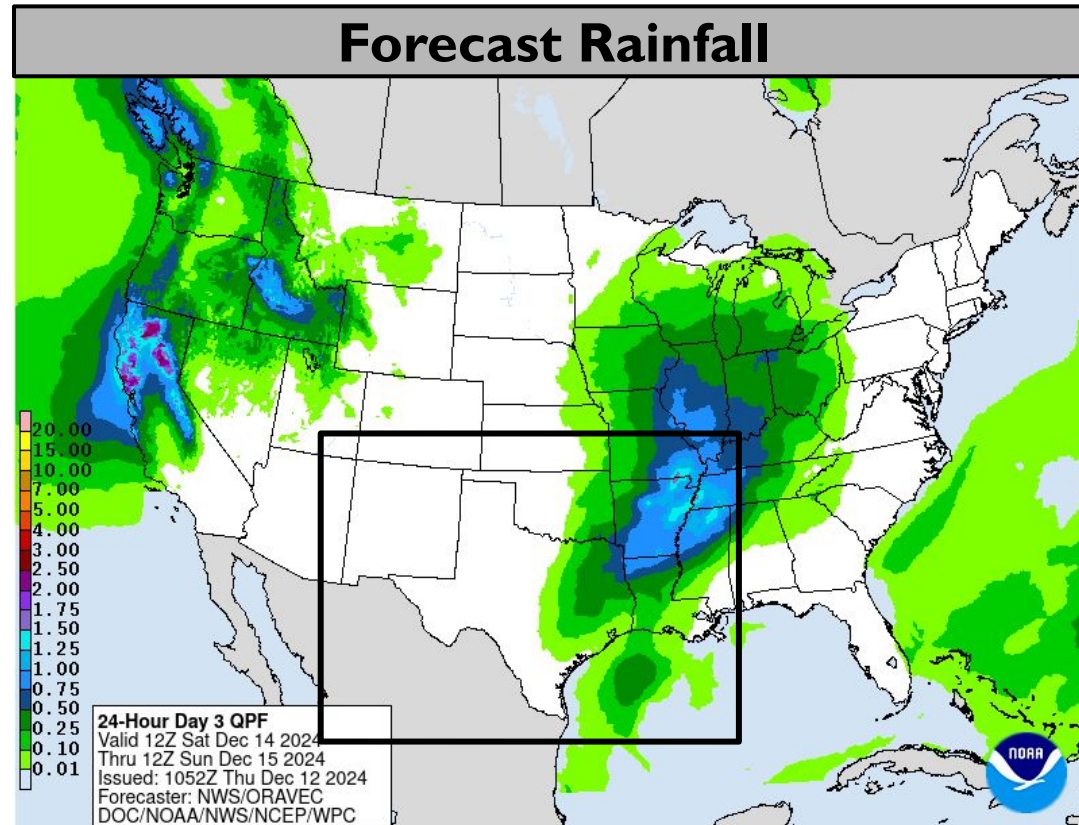 Forecast Rainfall
20.00
15.00
10.00
7.00
5.00
4.00
3.00
2.50
2.00
1.75
1.50
1.25
1.00
0.75
0.50
0.25
0.10
0.01
24-Hour Day 3 QPF
Valid 12Z Sat Dec 14 2024
Thru 12Z Sun Dec 15 2024
Issued: 1052Z Thu Dec 12 2024
Forecaster: NWS/ORAVEC
DOC/NOAA/NWS/NCEP/WPC
NOAA